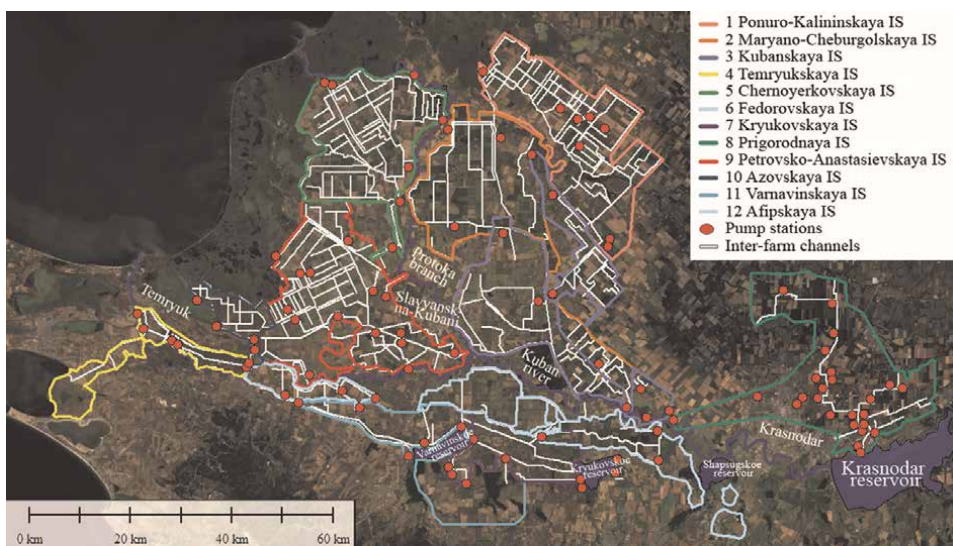 1 Ponuro-Kalininskaya IS
2 Maryano-Cheburgolskaya IS
3 Kubanskaya IS
4 Temryukskaya IS
5 Chernoyerkovskaya IS
6 Fedorovskaya IS
7 Kryukovskaya IS
8 Prigorodnaya IS
9 Petrovsko-Anastasievskaya IS
10 Azovskaya IS
11 Varnavinskaya IS
12 Afipskaya IS
Pump stations
Inter-farm channels
Protoka
branch
Temryuk
Slavyansk
na-Kubani
Kuban
river
Krasnodar
Varnavinskoe
reservoir
Kryukovskoe
reservoir
Shapsugskoe
reservoir
Krasnodar
reservoir
0 km
20 km
40 km
60 km